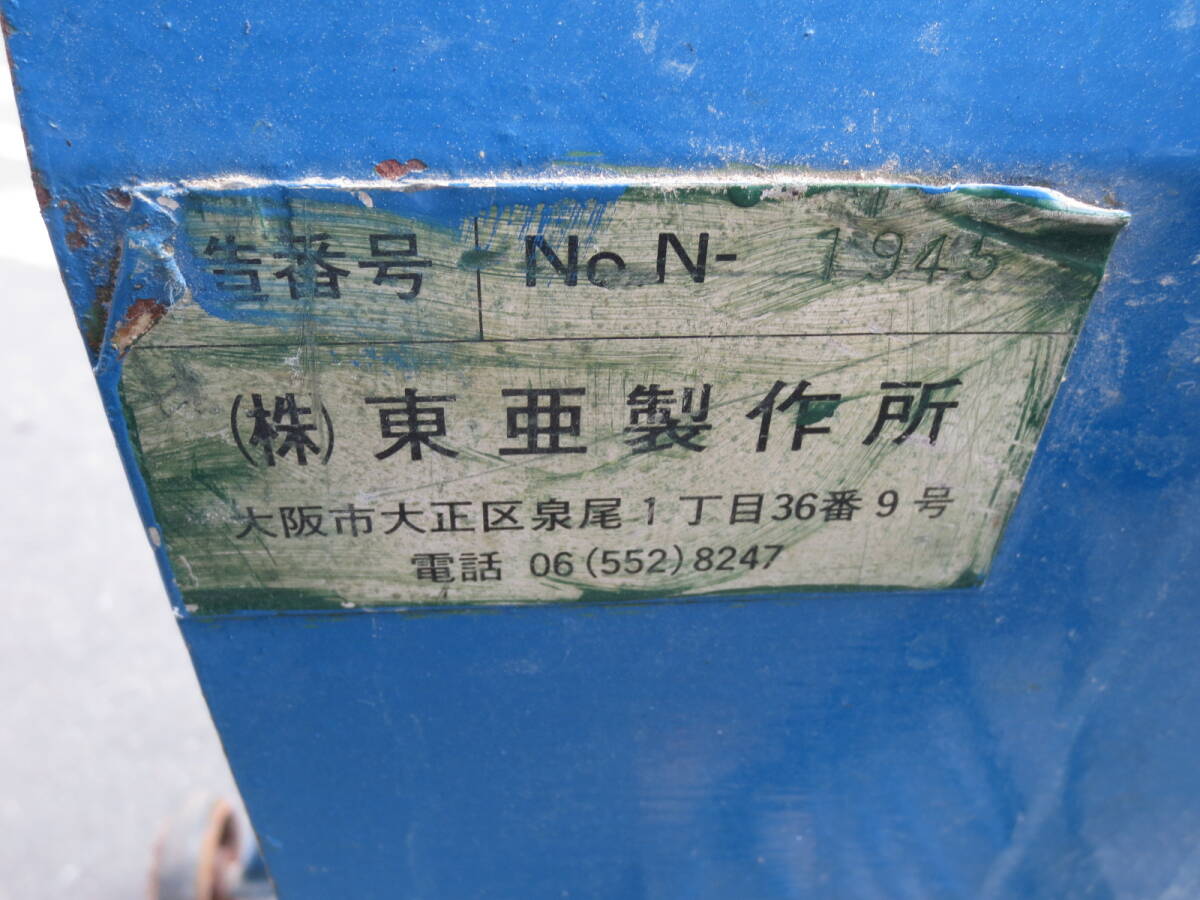 造番号 No. N- 1945
(株) 東亜製作所
大阪市大正区泉尾1丁目36番9号
電話 06 (552) 8247